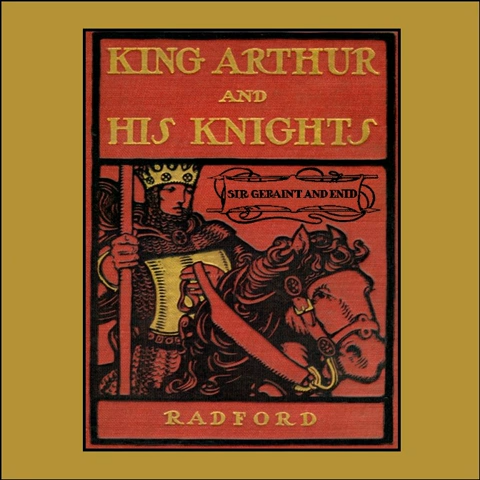 KING ARTHUR
AND
HIS KNIGHTS
SIR GERAINT AND ENID
RADFORD